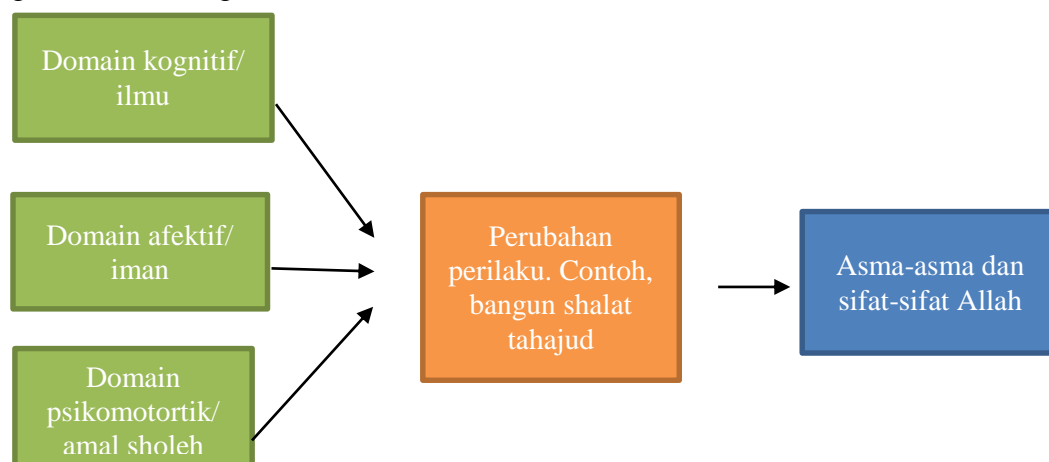 Domain kognitif/
ilmu
Domain afektif/
iman
Domain
psikomotortik/
amal sholeh
Perubahan
perilaku. Contoh,
bangun shalat
tahajud
Asma-asma dan
sifat-sifat Allah